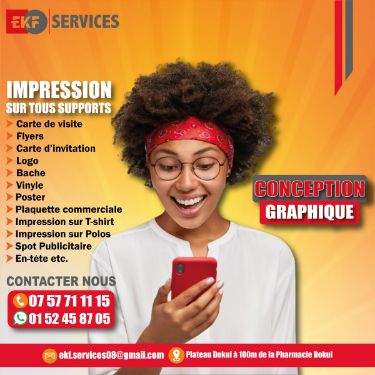 EKF SERVICES
IMPRESSION
SUR TOUS SUPPORTS
Carte de visite
Flyers
Carte d'invitation
Logo
Bache
Vinyle
Poster
Plaquette commerciale
Impression sur T-shirt
Impression sur Polos
Spot Publicitaire
En-tête etc.
CONCEPTION
GRAPHIQUE
CONTACTER NOUS
07 57 71 11 15
01 52 45 87 05
ekf.services08@gmail.com
Plateau Dokui à 100m de la Pharmacie Dokui